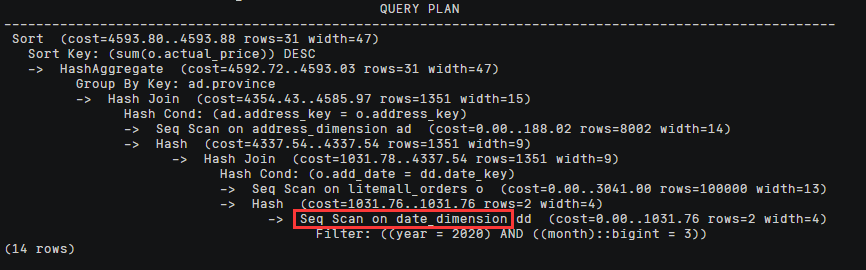 QUERY PLAN
--------------------------------------------------------------------------------------------------------
Sort  (cost=4593.80..4593.88 rows=31 width=47)
  Sort Key: (sum(o.actual_price)) DESC
  ->  HashAggregate  (cost=4592.72..4593.03 rows=31 width=47)
        Group By Key: ad.province
        ->  Hash Join  (cost=4354.43..4585.97 rows=1351 width=15)
              Hash Cond: (ad.address_key = o.address_key)
              ->  Seq Scan on address_dimension ad  (cost=0.00..188.02 rows=8002 width=14)
              ->  Hash  (cost=4337.54..4337.54 rows=1351 width=9)
                    ->  Hash Join  (cost=1031.78..4337.54 rows=1351 width=9)
                          Hash Cond: (o.add_date = dd.date_key)
                          ->  Seq Scan on litemall_orders o  (cost=0.00..3041.00 rows=100000 width=13)
                          ->  Hash  (cost=1031.76..1031.76 rows=2 width=4)
                                ->  Seq Scan on date_dimension dd  (cost=0.00..1031.76 rows=2 width=4)
                                      Filter: ((year = 2020) AND ((month)::bigint = 3))
(14 rows)